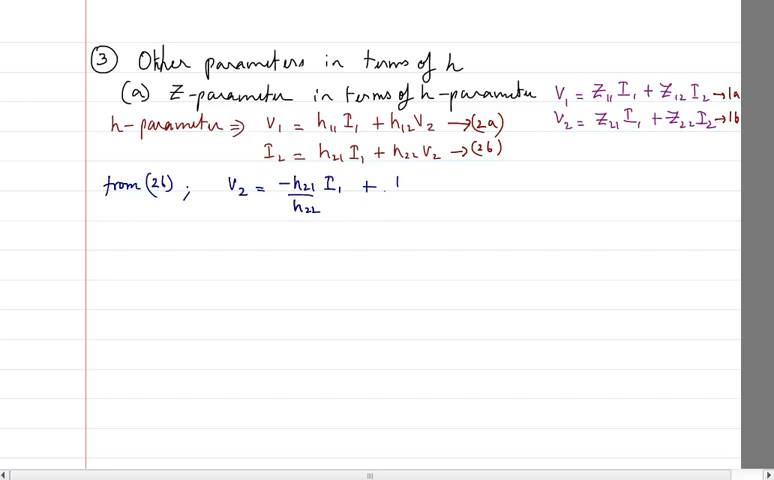 ③ Other parameters in terms of h
(a) Z-parameter in terms of h-parameter
V₁ = Z₁₁ I₁ + Z₁₂ I₂ → 1a
h-parameter ⇒ V₁ = h₁₁ I₁ + h₁₂ V₂ → (2a)
V₂ = Z₂₁ I₁ + Z₂₂ I₂ → 1b
I₂ = h₂₁ I₁ + h₂₂ V₂ → (2b)
from (2b) ; V₂ = -h₂₁/h₂₂ I₁ + 1